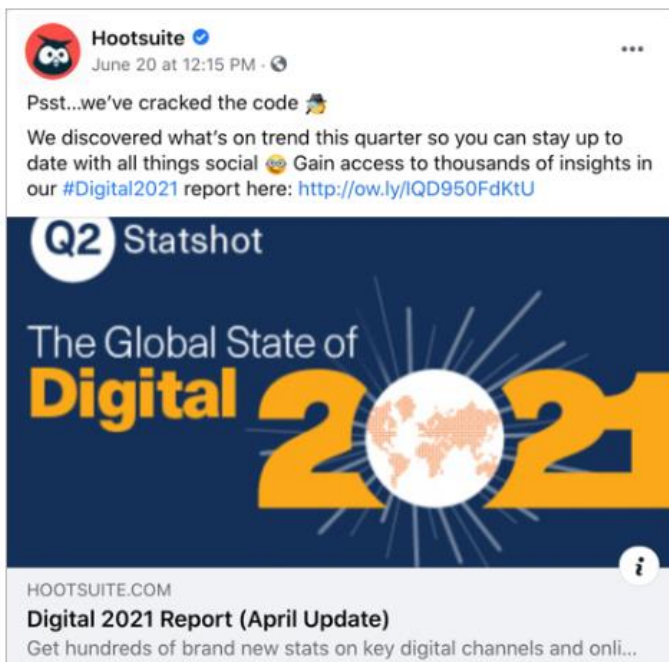 Hootsuite
June 20 at 12:15 PM ·
Psst...we've cracked the code 🕵️
We discovered what's on trend this quarter so you can stay up to
date with all things social 🤓 Gain access to thousands of insights in
our #Digital2021 report here: http://ow.ly/IQD950FdKtU
Q2 Statshot
The Global State of
Digital 2021
i
HOOTSUITE.COM
Digital 2021 Report (April Update)
Get hundreds of brand new stats on key digital channels and onli...